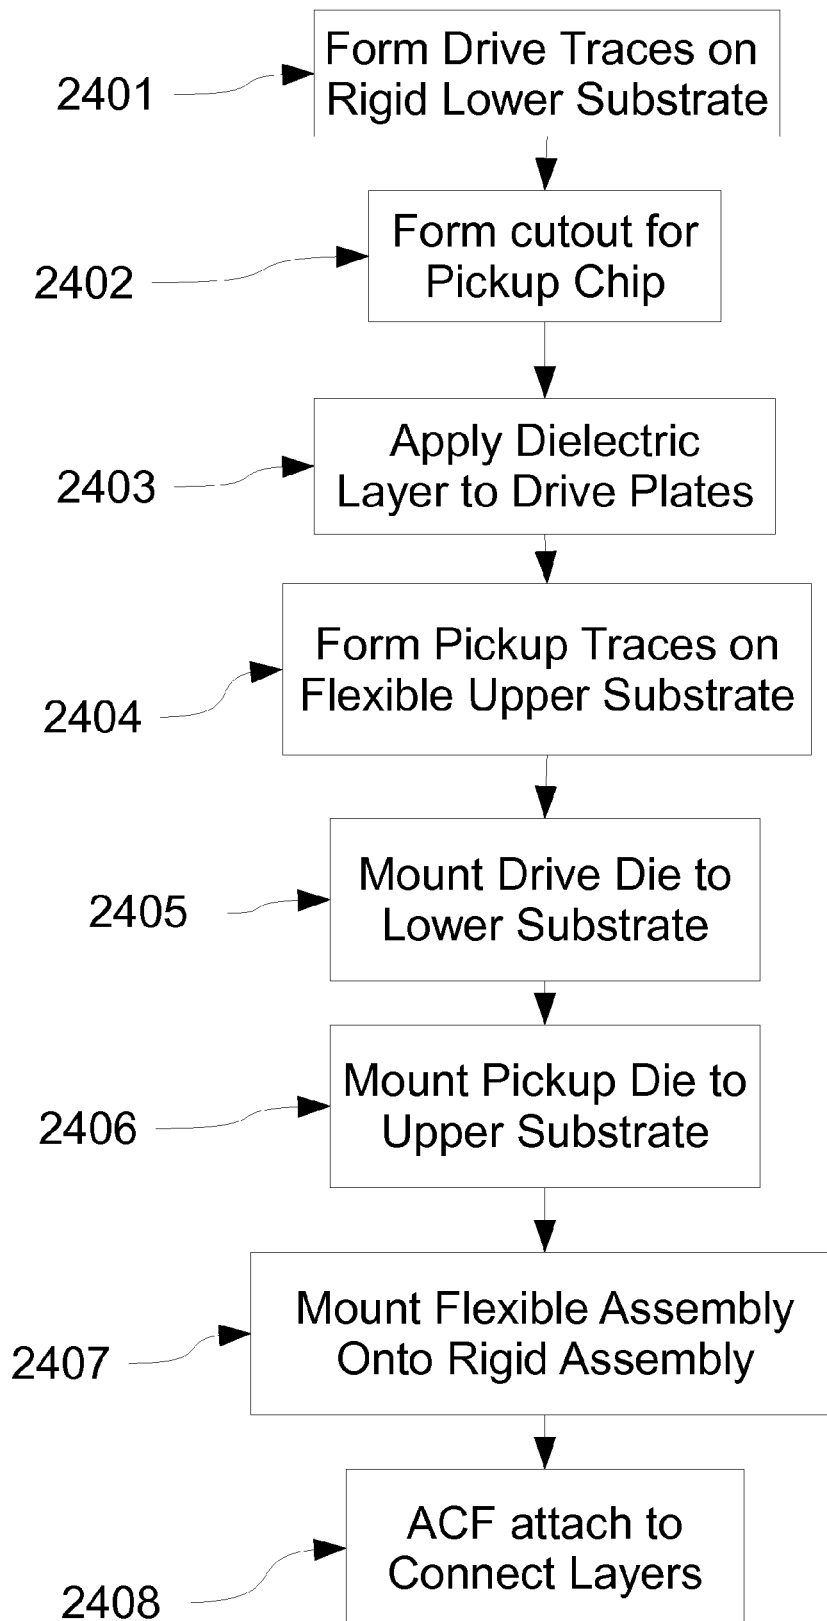 Form Drive Traces on
Rigid Lower Substrate
2401
Form cutout for
Pickup Chip
2402
Apply Dielectric
Layer to Drive Plates
2403
Form Pickup Traces on
Flexible Upper Substrate
2404
Mount Drive Die to
Lower Substrate
2405
Mount Pickup Die to
Upper Substrate
2406
Mount Flexible Assembly
Onto Rigid Assembly
2407
ACF attach to
Connect Layers
2408